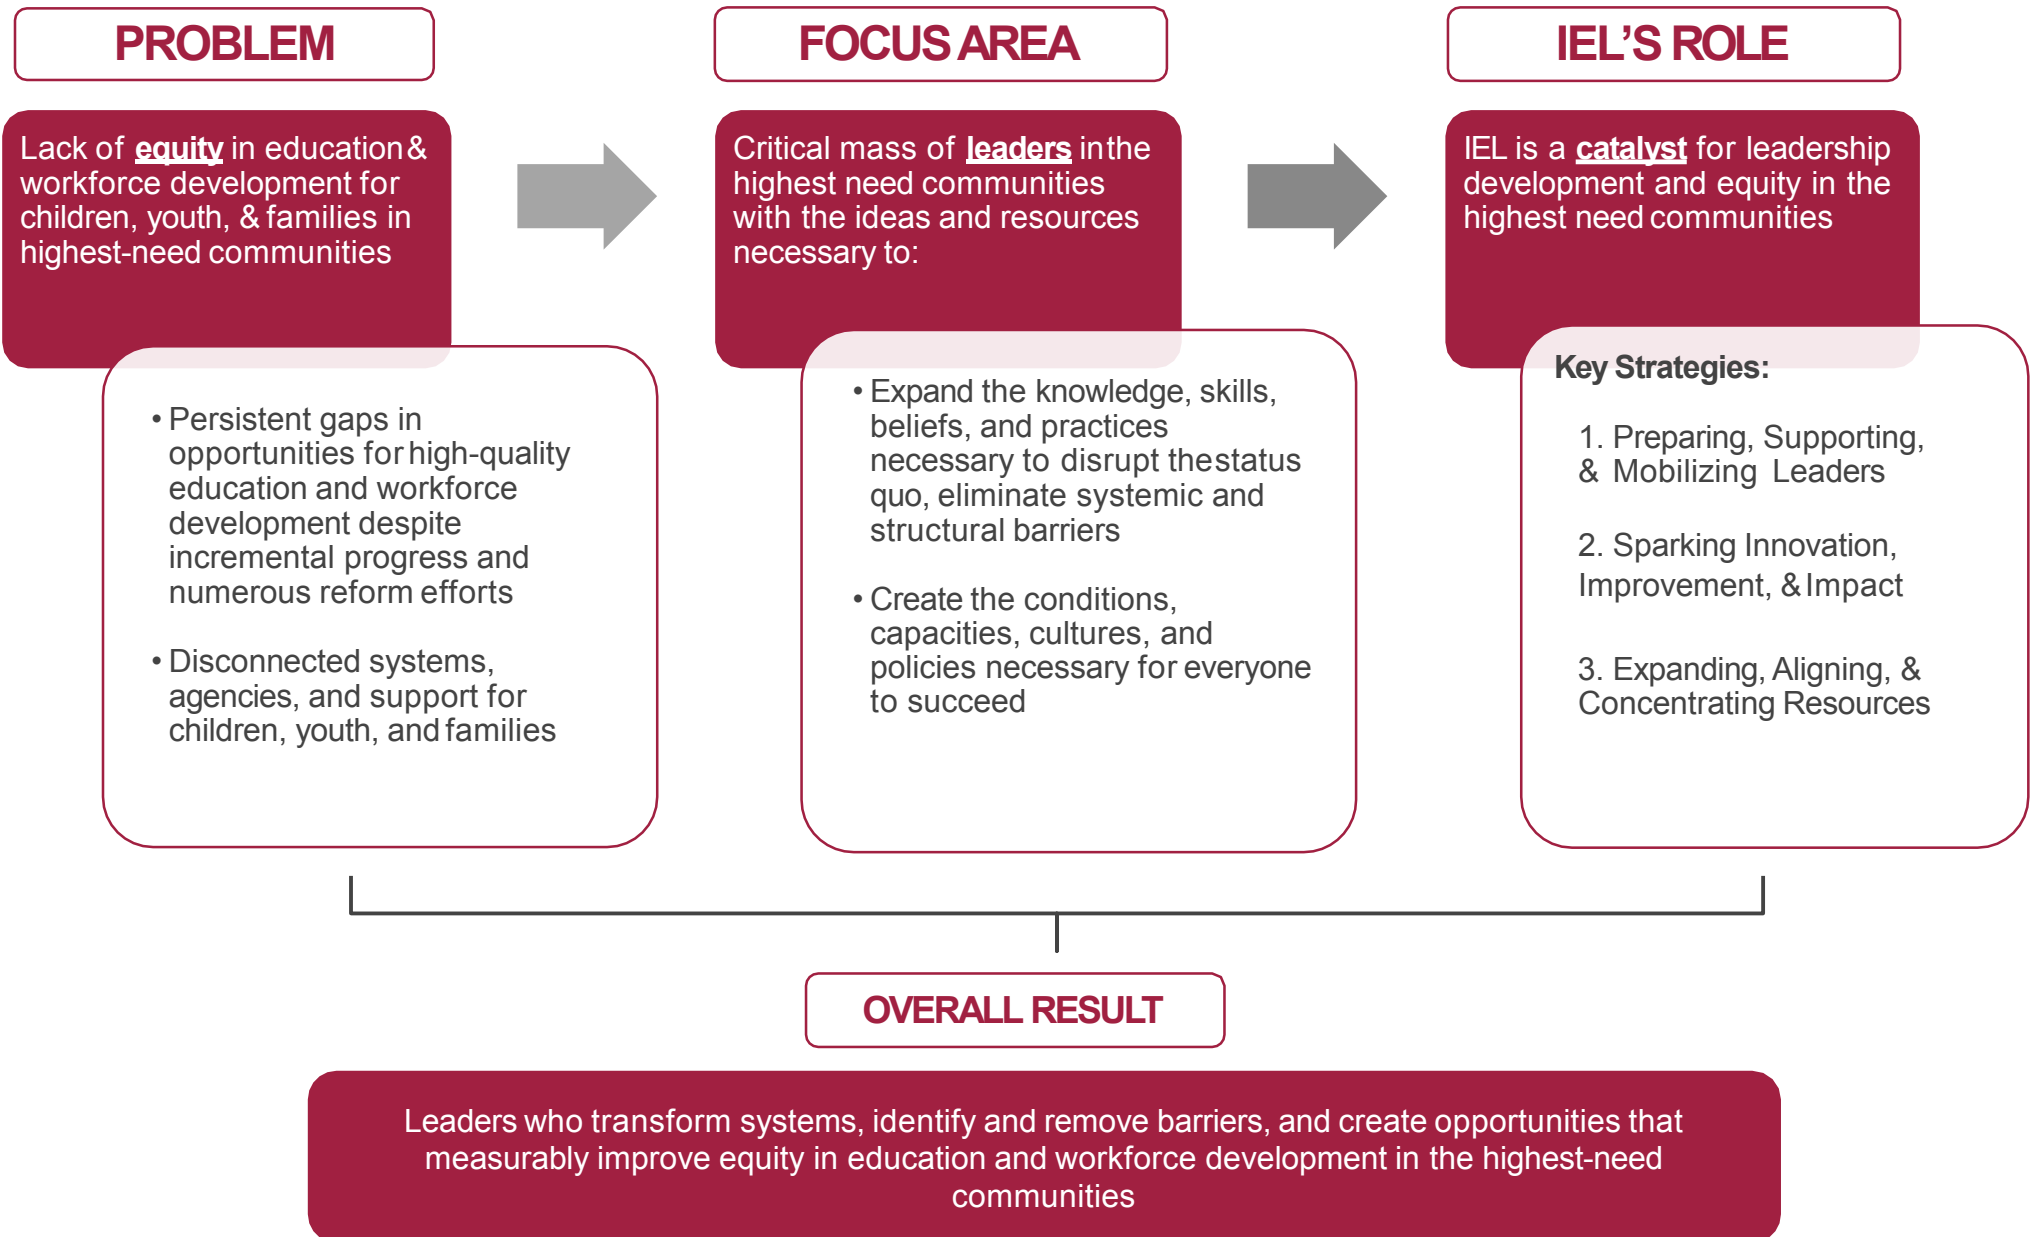 PROBLEM
Lack of equity in education &
workforce development for
children, youth, & families in
highest-need communities
• Persistent gaps in
opportunities for high-quality
education and workforce
development despite
incremental progress and
numerous reform efforts
• Disconnected systems,
agencies, and support for
children, youth, and families
FOCUS AREA
Critical mass of leaders in the
highest need communities
with the ideas and resources
necessary to:
• Expand the knowledge, skills,
beliefs, and practices
necessary to disrupt the status
quo, eliminate systemic and
structural barriers
• Create the conditions,
capacities, cultures, and
policies necessary for everyone
to succeed
IEL’S ROLE
IEL is a catalyst for leadership
development and equity in the
highest need communities
Key Strategies:
1. Preparing, Supporting,
& Mobilizing Leaders
2. Sparking Innovation,
Improvement, & Impact
3. Expanding, Aligning, &
Concentrating Resources
OVERALL RESULT
Leaders who transform systems, identify and remove barriers, and create opportunities that
measurably improve equity in education and workforce development in the highest-need
communities